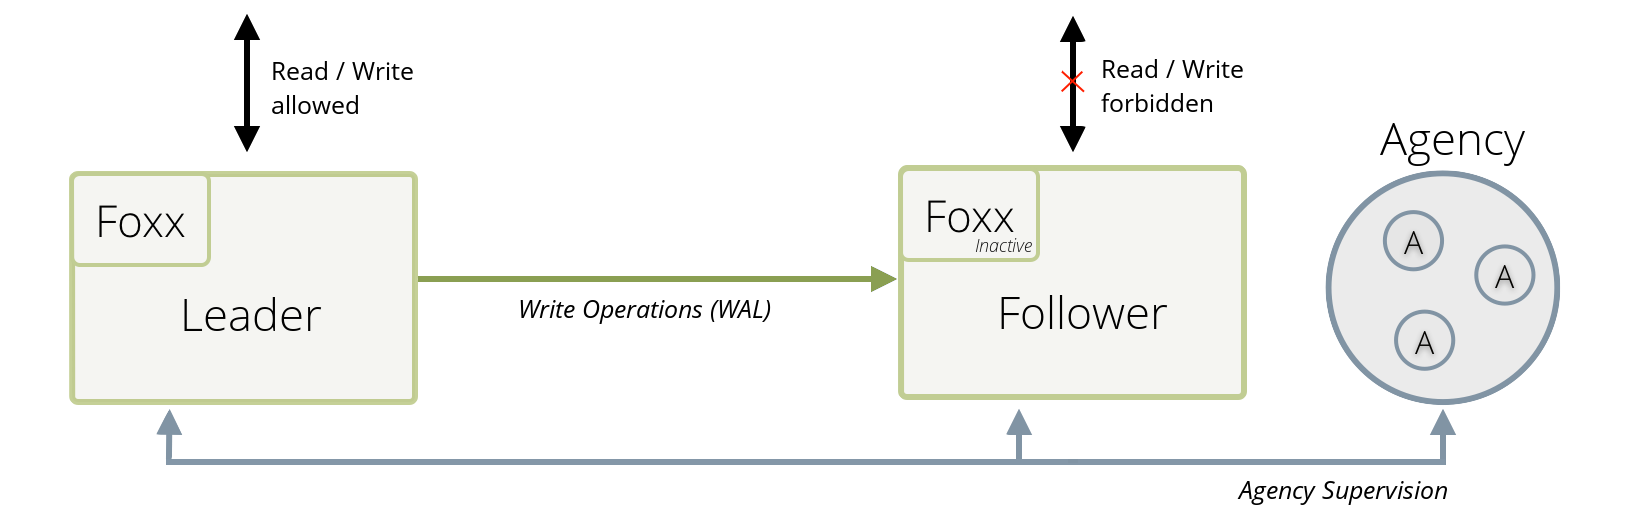 Read / Write
allowed
Read / Write
forbidden
Agency
Foxx
Leader
Write Operations (WAL)
Foxx
Inactive
Follower
A
A
A
Agency Supervision